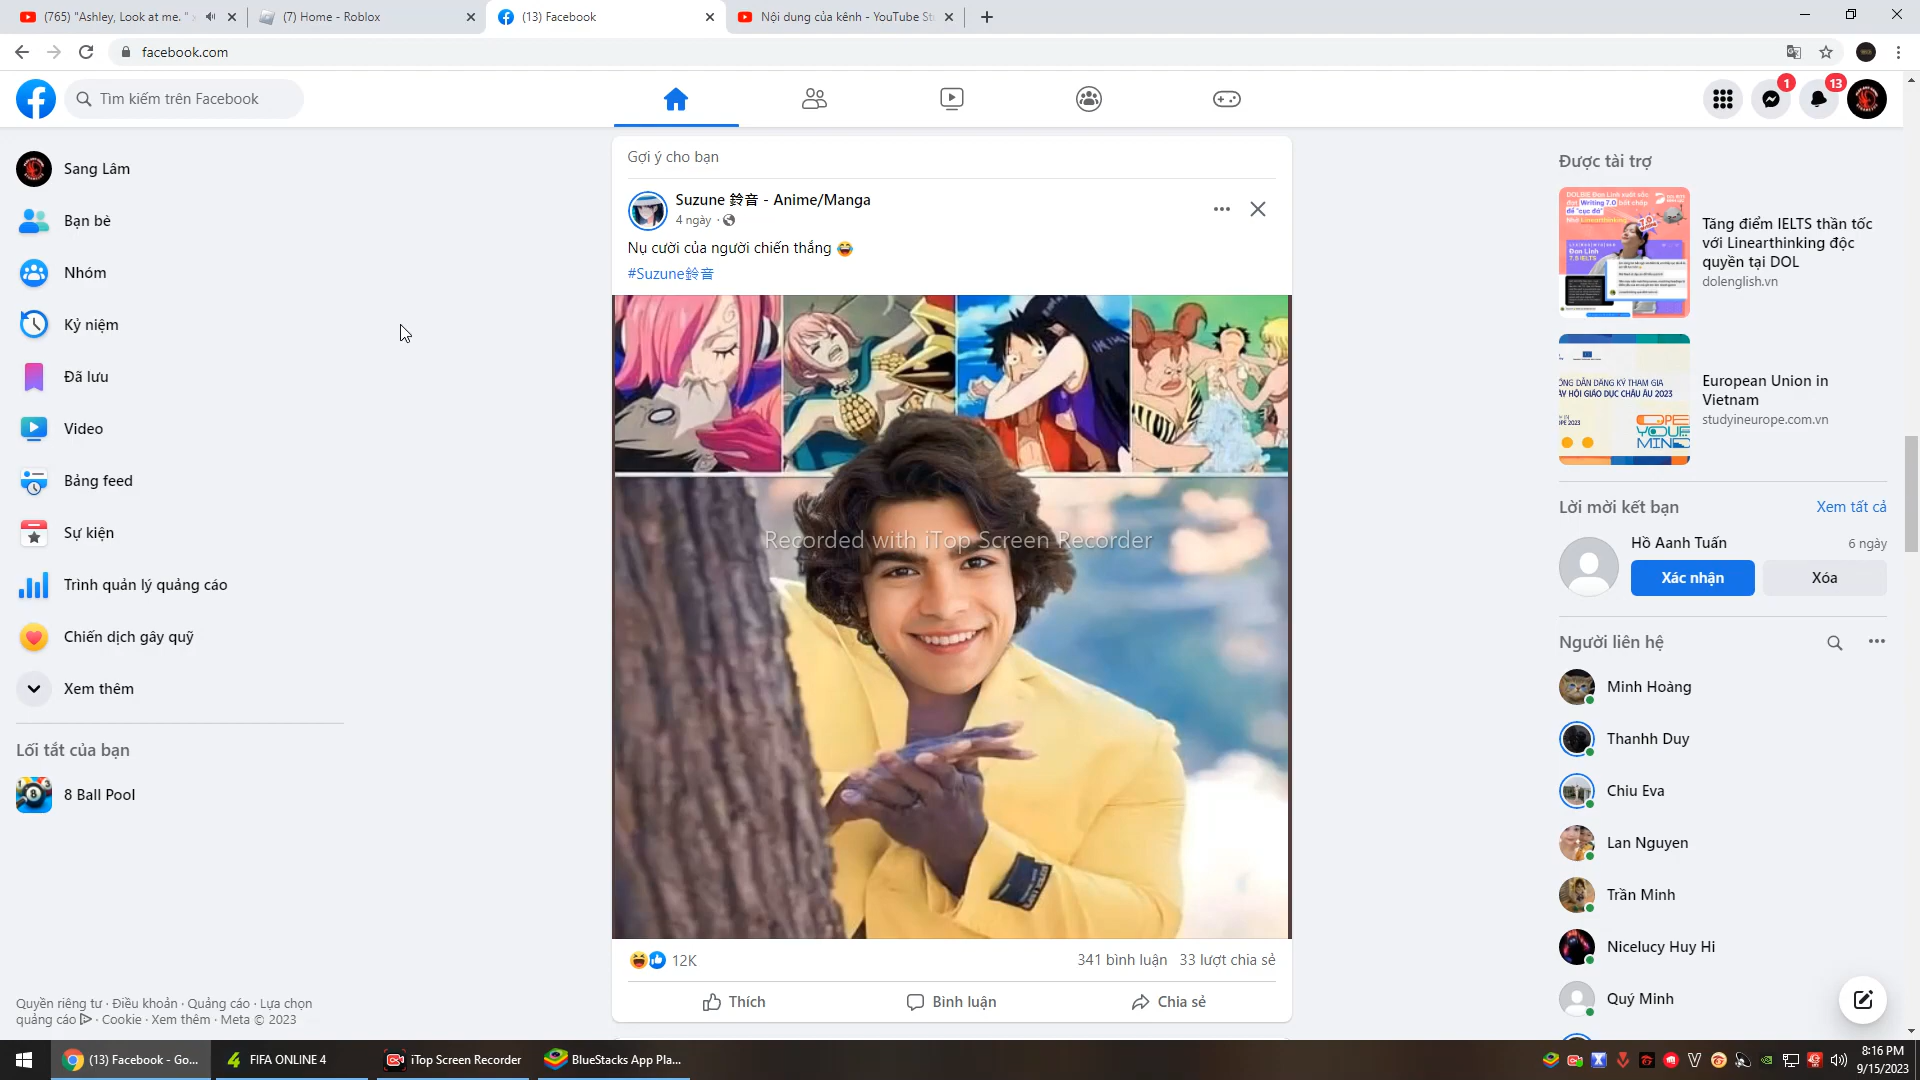 (765) "Ashley, Look at me. "
(7) Home - Roblox
(13) Facebook
Nội dung của kênh - YouTube St
facebook.com
Tìm kiếm trên Facebook
1
13
Sang Lâm
Bạn bè
Nhóm
Kỷ niệm
Đã lưu
Video
Bảng feed
Sự kiện
Trình quản lý quảng cáo
Chiến dịch gây quỹ
Xem thêm
Lối tắt của bạn
8 Ball Pool
Quyền riêng tư · Điều khoản · Quảng cáo · Lựa chọn
quảng cáo · Cookie · Xem thêm · Meta © 2023
Gợi ý cho bạn
Suzune 鈴音 - Anime/Manga
4 ngày ·
Nụ cười của người chiến thắng 😂
#Suzune鈴音
Recorded with iTop Screen Recorder
12K
341 bình luận 33 lượt chia sẻ
Thích
Bình luận
Chia sẻ
Được tài trợ
Writing 7.0
Tăng điểm IELTS thần tốc
với Linearthinking độc
quyền tại DOL
dolenglish.vn
European Union in
Vietnam
studyineurope.com.vn
Lời mời kết bạn
Xem tất cả
Hồ Aanh Tuấn
6 ngày
Xác nhận
Xóa
Người liên hệ
Minh Hoàng
Thanhh Duy
Chiu Eva
Lan Nguyen
Trần Minh
Nicelucy Huy Hi
Quý Minh
(13) Facebook - Go...
FIFA ONLINE 4
iTop Screen Recorder
BlueStacks App Pla...
8:16 PM
9/15/2023